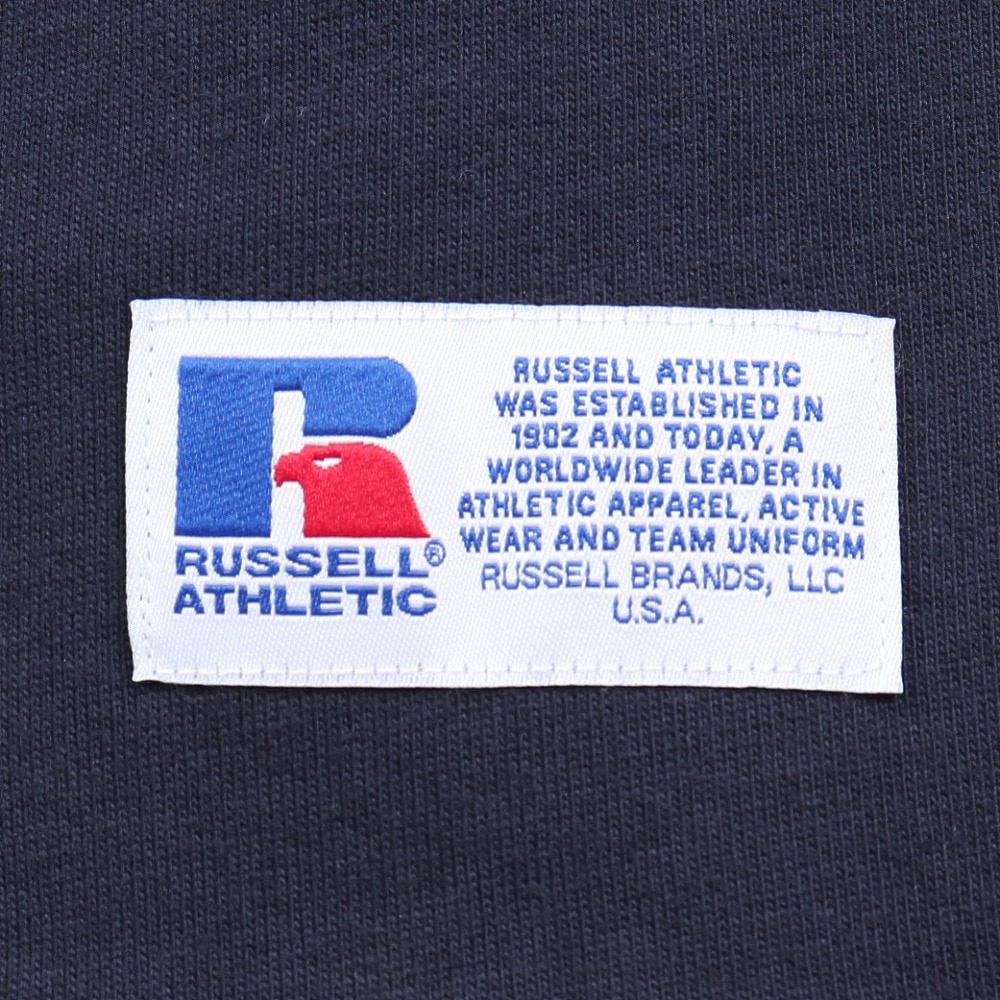 R
RUSSELL®
ATHLETIC
RUSSELL ATHLETIC
WAS ESTABLISHED IN
1902 AND TODAY, A
WORLDWIDE LEADER IN
ATHLETIC APPAREL, ACTIVE
WEAR AND TEAM UNIFORM
RUSSELL BRANDS, LLC
U.S.A.